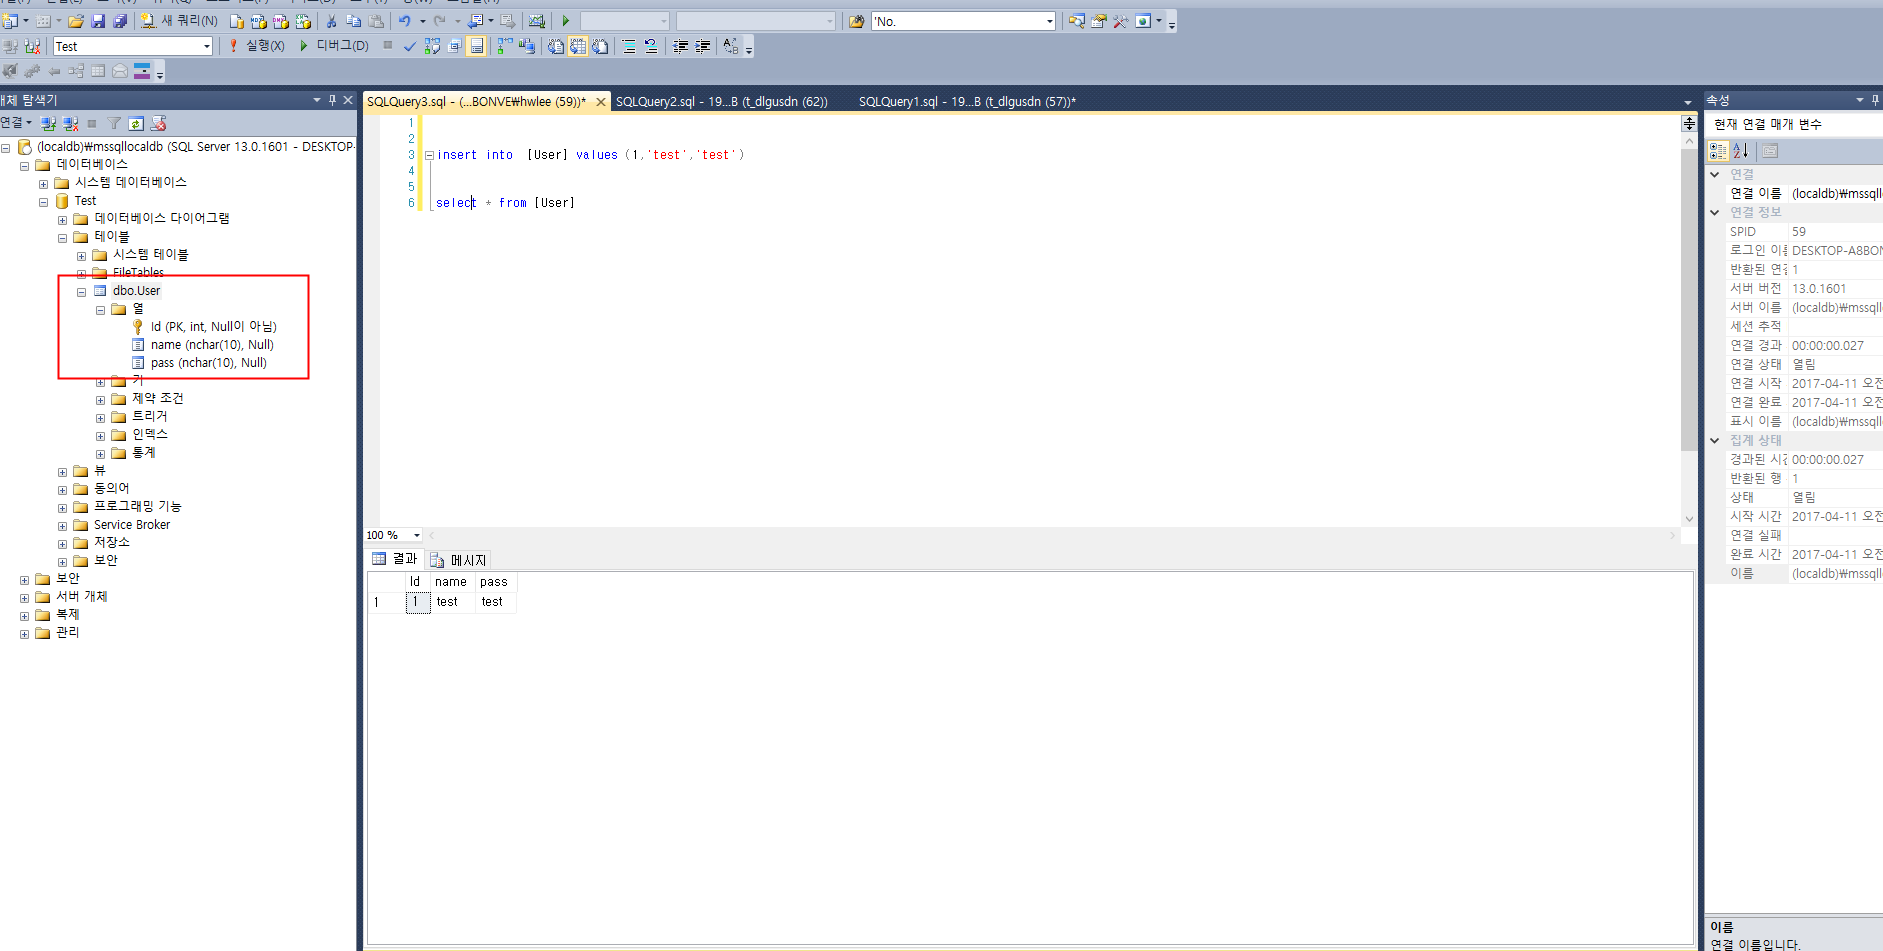 새 쿼리(N)
'No.
Test
실행(X)
디버그(D)
개체 탐색기
연결
(localdb)₩mssqllocaldb (SQL Server 13.0.1601 - DESKTOP-
데이터베이스
시스템 데이터베이스
Test
데이터베이스 다이어그램
테이블
시스템 테이블
FileTables
dbo.User
열
Id (PK, int, Null이 아님)
name (nchar(10), Null)
pass (nchar(10), Null)
키
제약 조건
트리거
인덱스
통계
뷰
동의어
프로그래밍 기능
Service Broker
저장소
보안
보안
서버 개체
복제
관리
SQLQuery3.sql - (...BONVE₩hwlee (59))*
SQLQuery2.sql - 19...B (t_dlgusdn (62))
SQLQuery1.sql - 19...B (t_dlgusdn (57))*
1
2
3 insert into [User] values (1,'test','test')
4
5
6 select * from [User]
100 %
결과
메시지
Id name pass
1 1 test test
속성
현재 연결 매개 변수
연결
연결 이름 (localdb)₩mssqll
연결 정보
SPID 59
로그인 이름 DESKTOP-A8BON
반환된 연결 1
서버 버전 13.0.1601
서버 이름 (localdb)₩mssqll
세션 추적
연결 경과 00:00:00.027
연결 상태 열림
연결 시작 2017-04-11 오전
연결 완료 2017-04-11 오전
표시 이름 (localdb)₩mssqll
집계 상태
경과된 시간 00:00:00.027
반환된 행 1
상태 열림
시작 시간 2017-04-11 오전
연결 실패
완료 시간 2017-04-11 오전
이름 (localdb)₩mssqll
이름
연결 이름입니다.